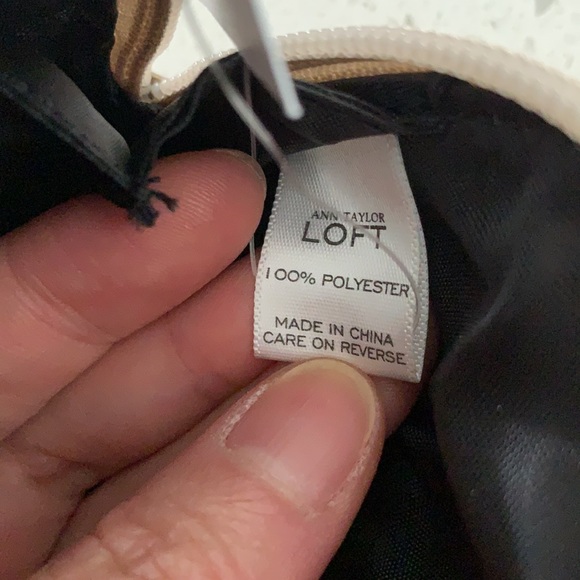 ANN TAYLOR
LOFT
100% POLYESTER
MADE IN CHINA
CARE ON REVERSE